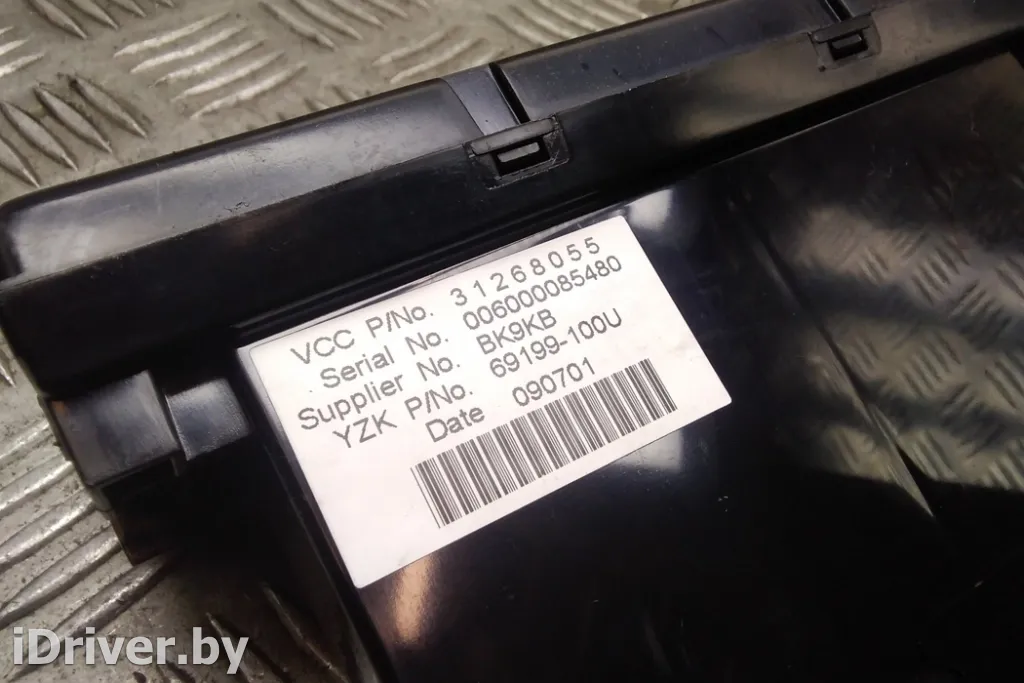 VCC P/No. 31268055
Serial No. 006000085480
Supplier No. BK9KB
YZK P/No. 69199-100U
Date 090701
iDriver.by